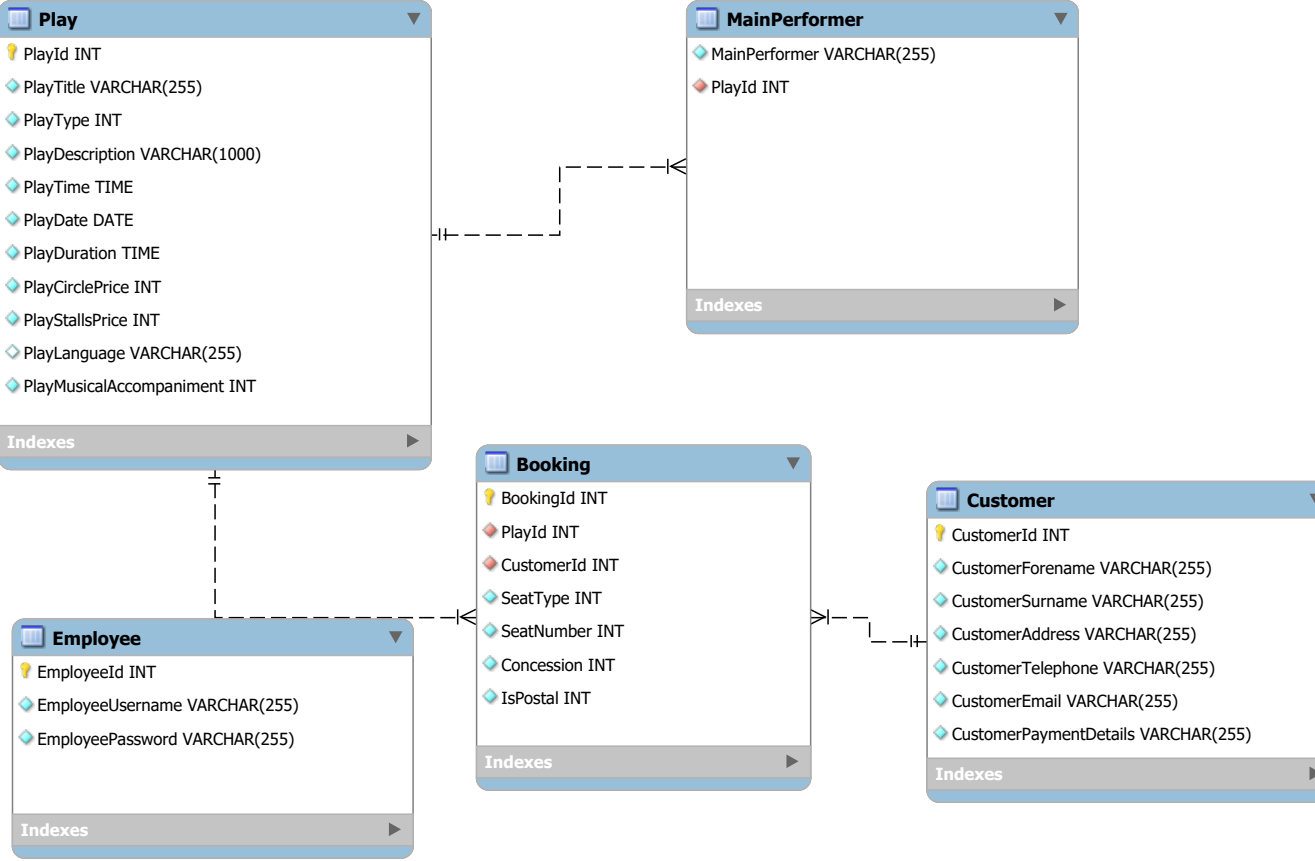 Play
PlayId INT
PlayTitle VARCHAR(255)
PlayType INT
PlayDescription VARCHAR(1000)
PlayTime TIME
PlayDate DATE
PlayDuration TIME
PlayCirclePrice INT
PlayStallsPrice INT
PlayLanguage VARCHAR(255)
PlayMusicalAccompaniment INT
Indexes
MainPerformer
MainPerformer VARCHAR(255)
PlayId INT
Indexes
Booking
BookingId INT
PlayId INT
CustomerId INT
SeatType INT
SeatNumber INT
Concession INT
IsPostal INT
Indexes
Customer
CustomerId INT
CustomerForename VARCHAR(255)
CustomerSurname VARCHAR(255)
CustomerAddress VARCHAR(255)
CustomerTelephone VARCHAR(255)
CustomerEmail VARCHAR(255)
CustomerPaymentDetails VARCHAR(255)
Indexes
Employee
EmployeeId INT
EmployeeUsername VARCHAR(255)
EmployeePassword VARCHAR(255)
Indexes